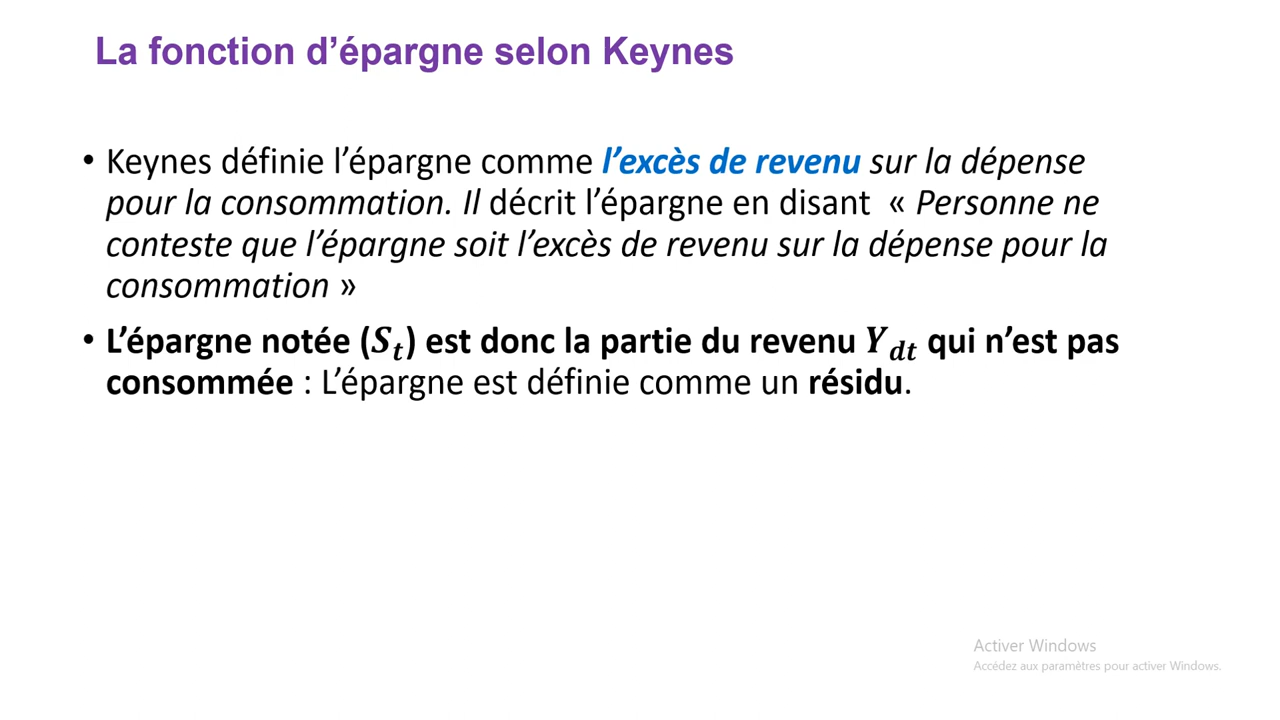 La fonction d’épargne selon Keynes
• Keynes définie l’épargne comme l’excès de revenu sur la dépense
pour la consommation. Il décrit l’épargne en disant « Personne ne
conteste que l’épargne soit l’excès de revenu sur la dépense pour la
consommation »
• L’épargne notée (S_t) est donc la partie du revenu Y_dt qui n’est pas
consommée : L’épargne est définie comme un résidu.
Activer Windows
Accédez aux paramètres pour activer Windows.